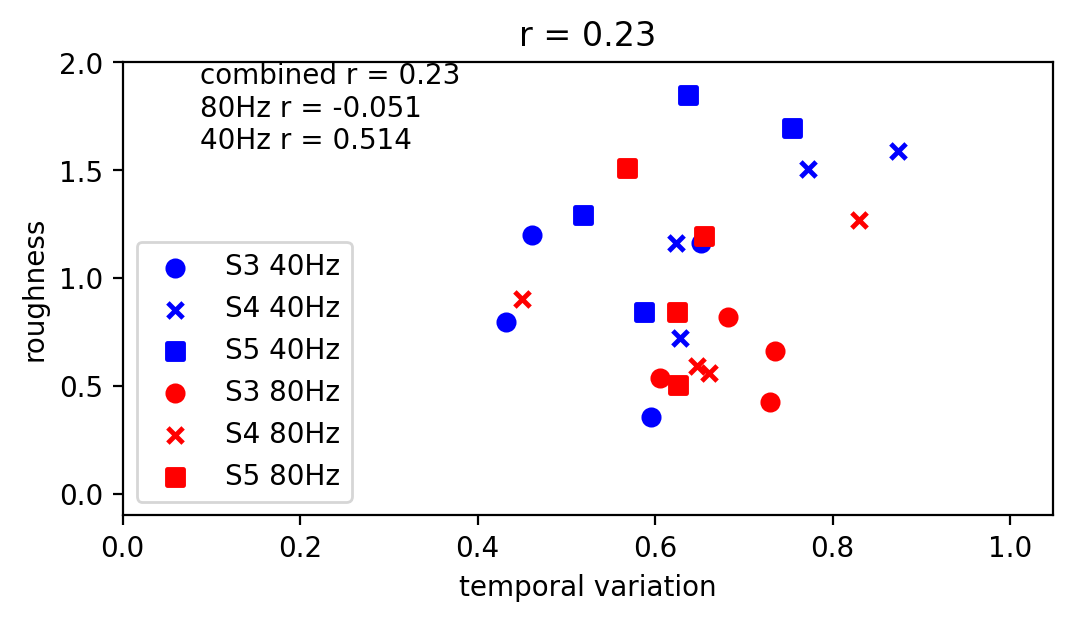 r = 0.23
combined r = 0.23
80Hz r = -0.051
40Hz r = 0.514
roughness
2.0
1.5
1.0
0.5
0.0
S3 40Hz
S4 40Hz
S5 40Hz
S3 80Hz
S4 80Hz
S5 80Hz
0.0 0.2 0.4 0.6 0.8 1.0
temporal variation